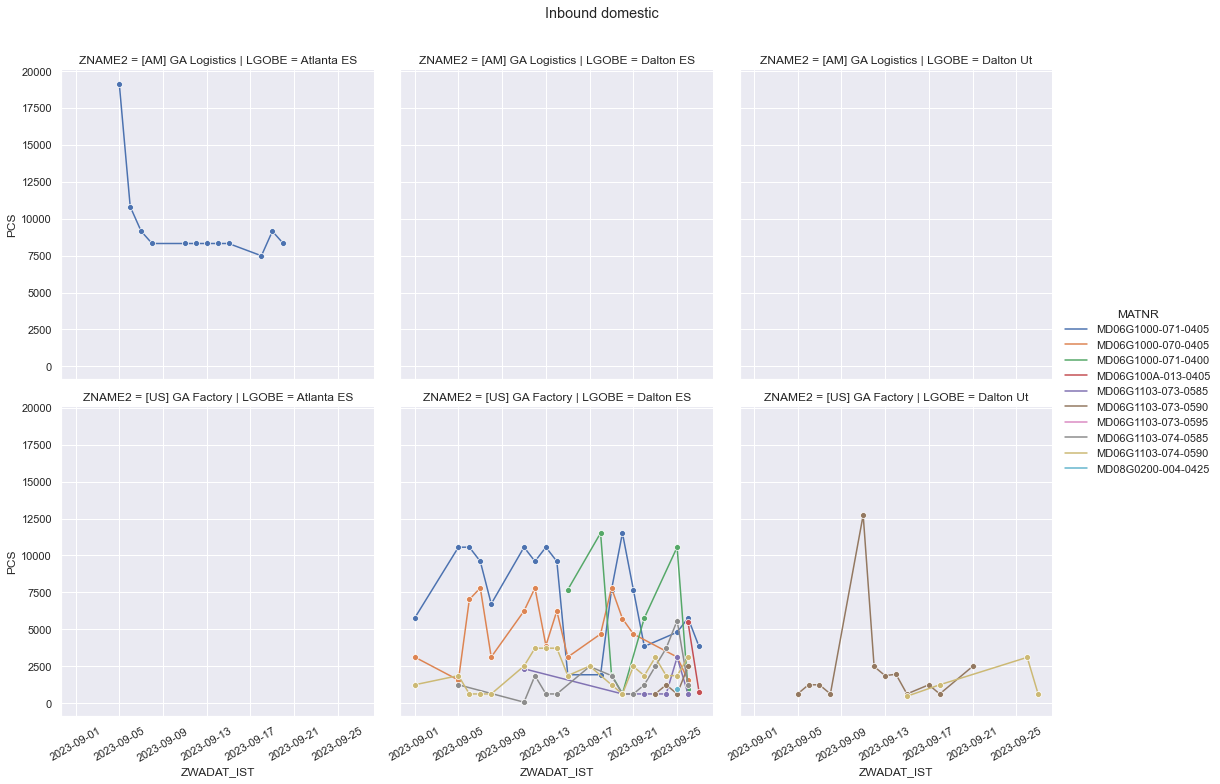 Inbound domestic
ZNAME2 = [AM] GA Logistics | LGOBE = Atlanta ES
ZNAME2 = [AM] GA Logistics | LGOBE = Dalton ES
ZNAME2 = [AM] GA Logistics | LGOBE = Dalton Ut
20000
17500
15000
12500
10000
7500
5000
2500
0
PCS
ZNAME2 = [US] GA Factory | LGOBE = Atlanta ES
ZNAME2 = [US] GA Factory | LGOBE = Dalton ES
ZNAME2 = [US] GA Factory | LGOBE = Dalton Ut
20000
17500
15000
12500
10000
7500
5000
2500
0
PCS
2023-09-01
2023-09-05
2023-09-09
2023-09-13
2023-09-17
2023-09-21
2023-09-25
ZWADAT_IST
2023-09-01
2023-09-05
2023-09-09
2023-09-13
2023-09-17
2023-09-21
2023-09-25
ZWADAT_IST
2023-09-01
2023-09-05
2023-09-09
2023-09-13
2023-09-17
2023-09-21
2023-09-25
ZWADAT_IST
MATNR
MD06G1000-071-0405
MD06G1000-070-0405
MD06G1000-071-0400
MD06G100A-013-0405
MD06G1103-073-0585
MD06G1103-073-0590
MD06G1103-073-0595
MD06G1103-074-0585
MD06G1103-074-0590
MD08G0200-004-0425